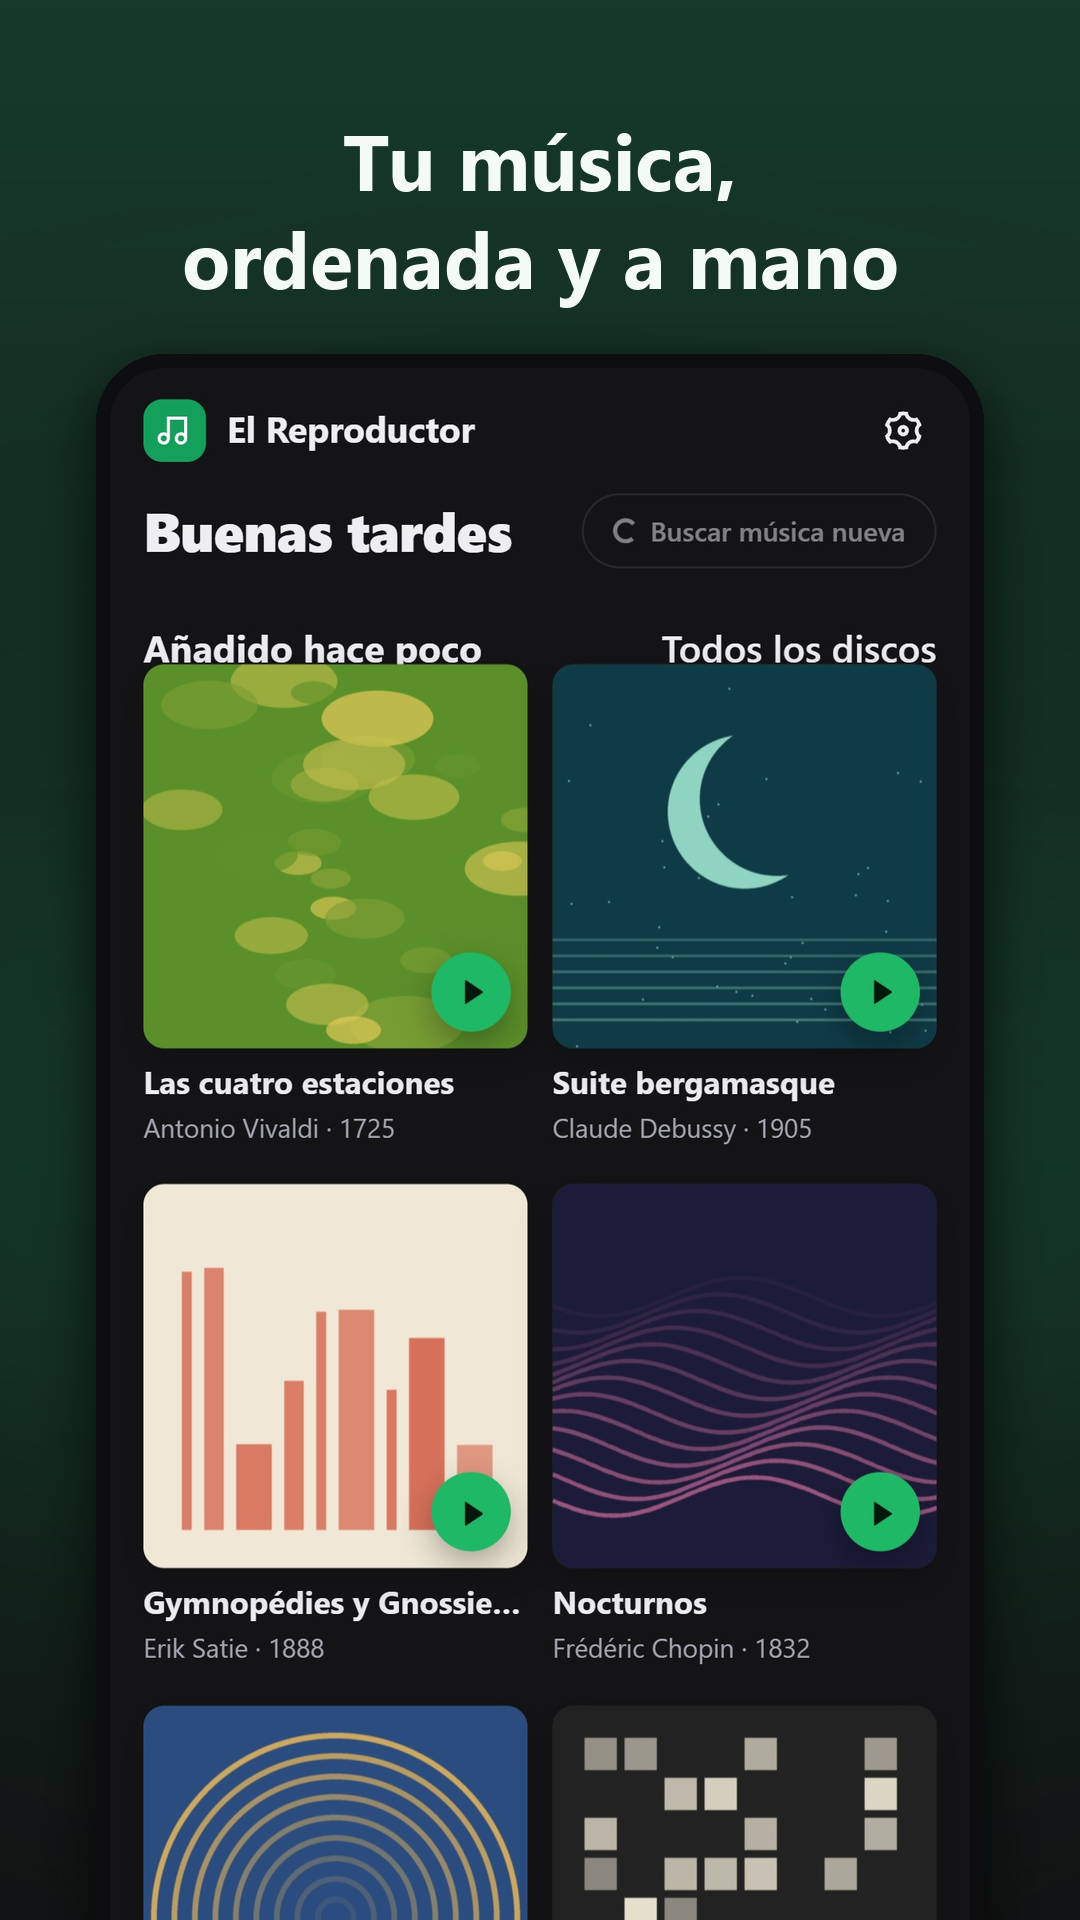 Tu música,
ordenada y a mano
El Reproductor
Buenas tardes
Buscar música nueva
Añadido hace poco
Todos los discos
Las cuatro estaciones
Antonio Vivaldi · 1725
Suite bergamasque
Claude Debussy · 1905
Gymnopédies y Gnossie...
Erik Satie · 1888
Nocturnos
Frédéric Chopin · 1832